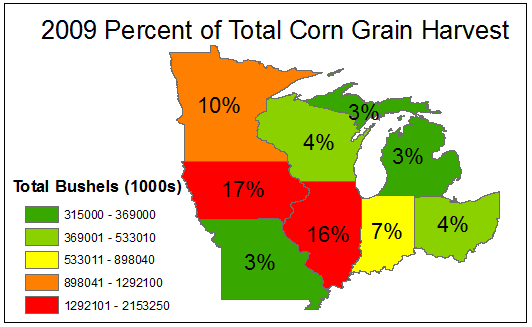 2009 Percent of Total Corn Grain Harvest
10%
3%
4%
3%
17%
16%
7%
4%
3%
Total Bushels (1000s)
315000 - 369000
369001 - 533010
533011 - 898040
898041 - 1292100
1292101 - 2153250